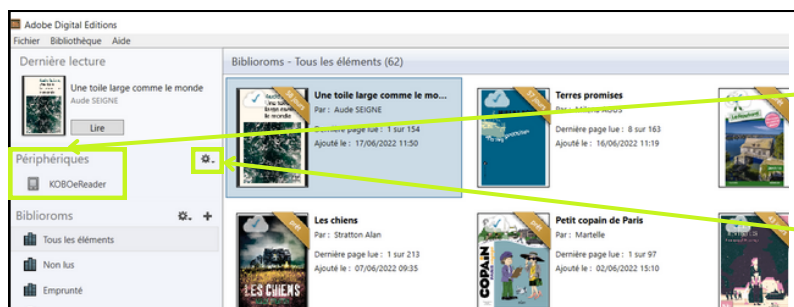 Adobe Digital Editions
Fichier Bibliothèque Aide
Dernière lecture
Une toile large comme le monde
Aude SEIGNE
Lire
Périphériques
KOBOeReader
Biblioroms
Tous les éléments
Non lus
Emprunté
Biblioroms - Tous les éléments (62)
Une toile large comme le mo...
Par : Aude SEIGNE
Dernière page lue : 1 sur 154
Ajouté le : 17/06/2022 11:50
Terres promises
Par :
Dernière page lue : 8 sur 163
Ajouté le : 16/06/2022 11:19
Les chiens
Par : Stratton Alan
Dernière page lue : 1 sur 213
Ajouté le : 07/06/2022 09:35
LES CHIENS
Petit copain de Paris
Par : Martelle
Dernière page lue : 1 sur 97
Ajouté le : 02/06/2022 15:10
COPAIN